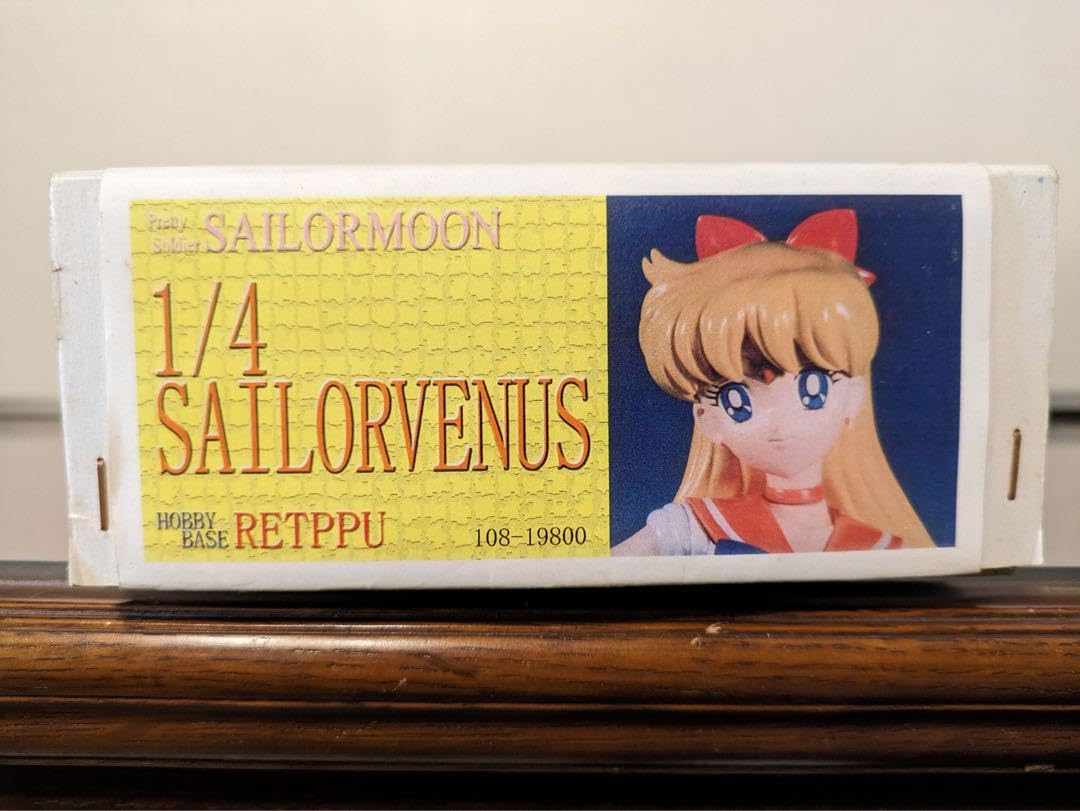 Pretty
Soldier SAILORMOON
1/4
SAILORVENUS
HOBBY
BASE RETPPU
108-19800